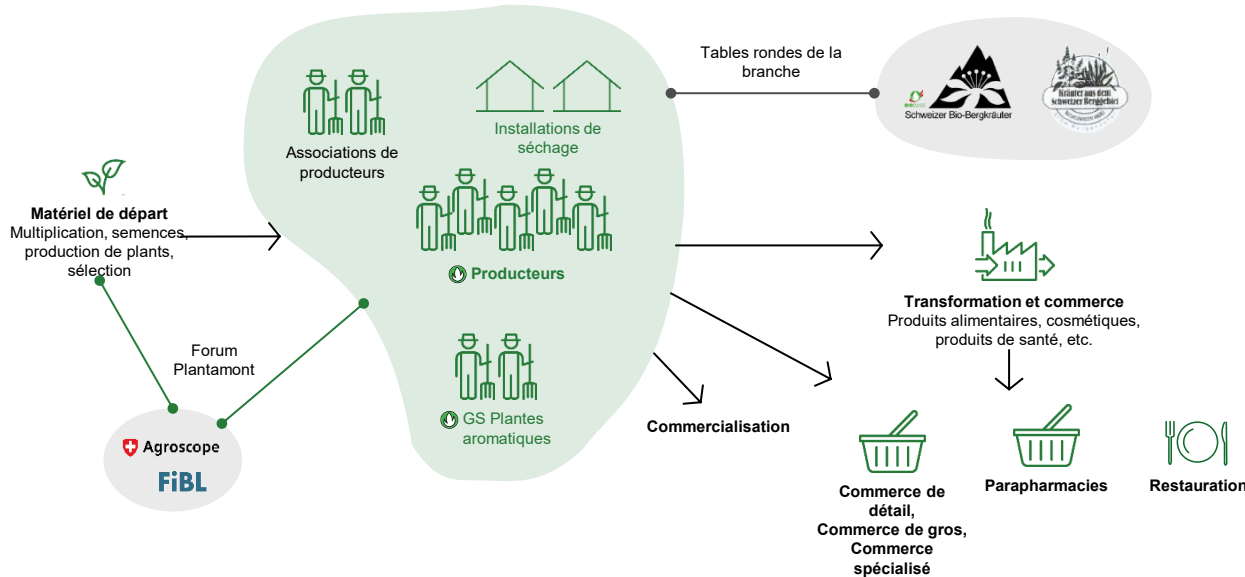 Tables rondes de la
branche
Schweizer Bio-Bergkräuter
Kräuter aus dem
Schweizer Berggebiet
Installations de
séchage
Associations de
producteurs
Matériel de départ
Multiplication, semences,
production de plants,
sélection
Producteurs
Transformation et commerce
Produits alimentaires, cosmétiques,
produits de santé, etc.
Forum
Plantamont
GS Plantes
aromatiques
Commercialisation
Agroscope
FiBL
Commerce de
détail,
Commerce de gros,
Commerce
spécialisé
Parapharmacies
Restauration